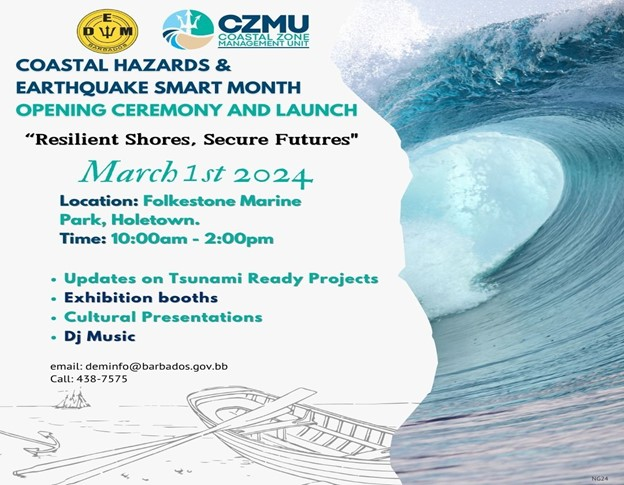 DEM
BARBADOS
CZMU
COASTAL ZONE
MANAGEMENT UNIT
COASTAL HAZARDS &
EARTHQUAKE SMART MONTH
OPENING CEREMONY AND LAUNCH
“Resilient Shores, Secure Futures"
March 1st 2024
Location: Folkestone Marine
Park, Holetown.
Time: 10:00am - 2:00pm
• Updates on Tsunami Ready Projects
• Exhibition booths
• Cultural Presentations
• Dj Music
email: deminfo@barbados.gov.bb
Call: 438-7575
NG24